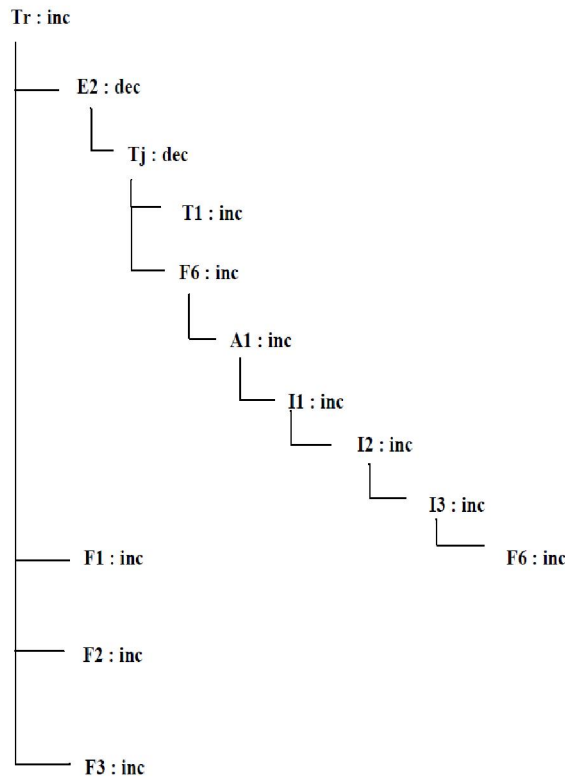 Tr : inc
E2 : dec
Tj : dec
T1 : inc
F6 : inc
A1 : inc
I1 : inc
I2 : inc
I3 : inc
F6 : inc
F1 : inc
F2 : inc
F3 : inc